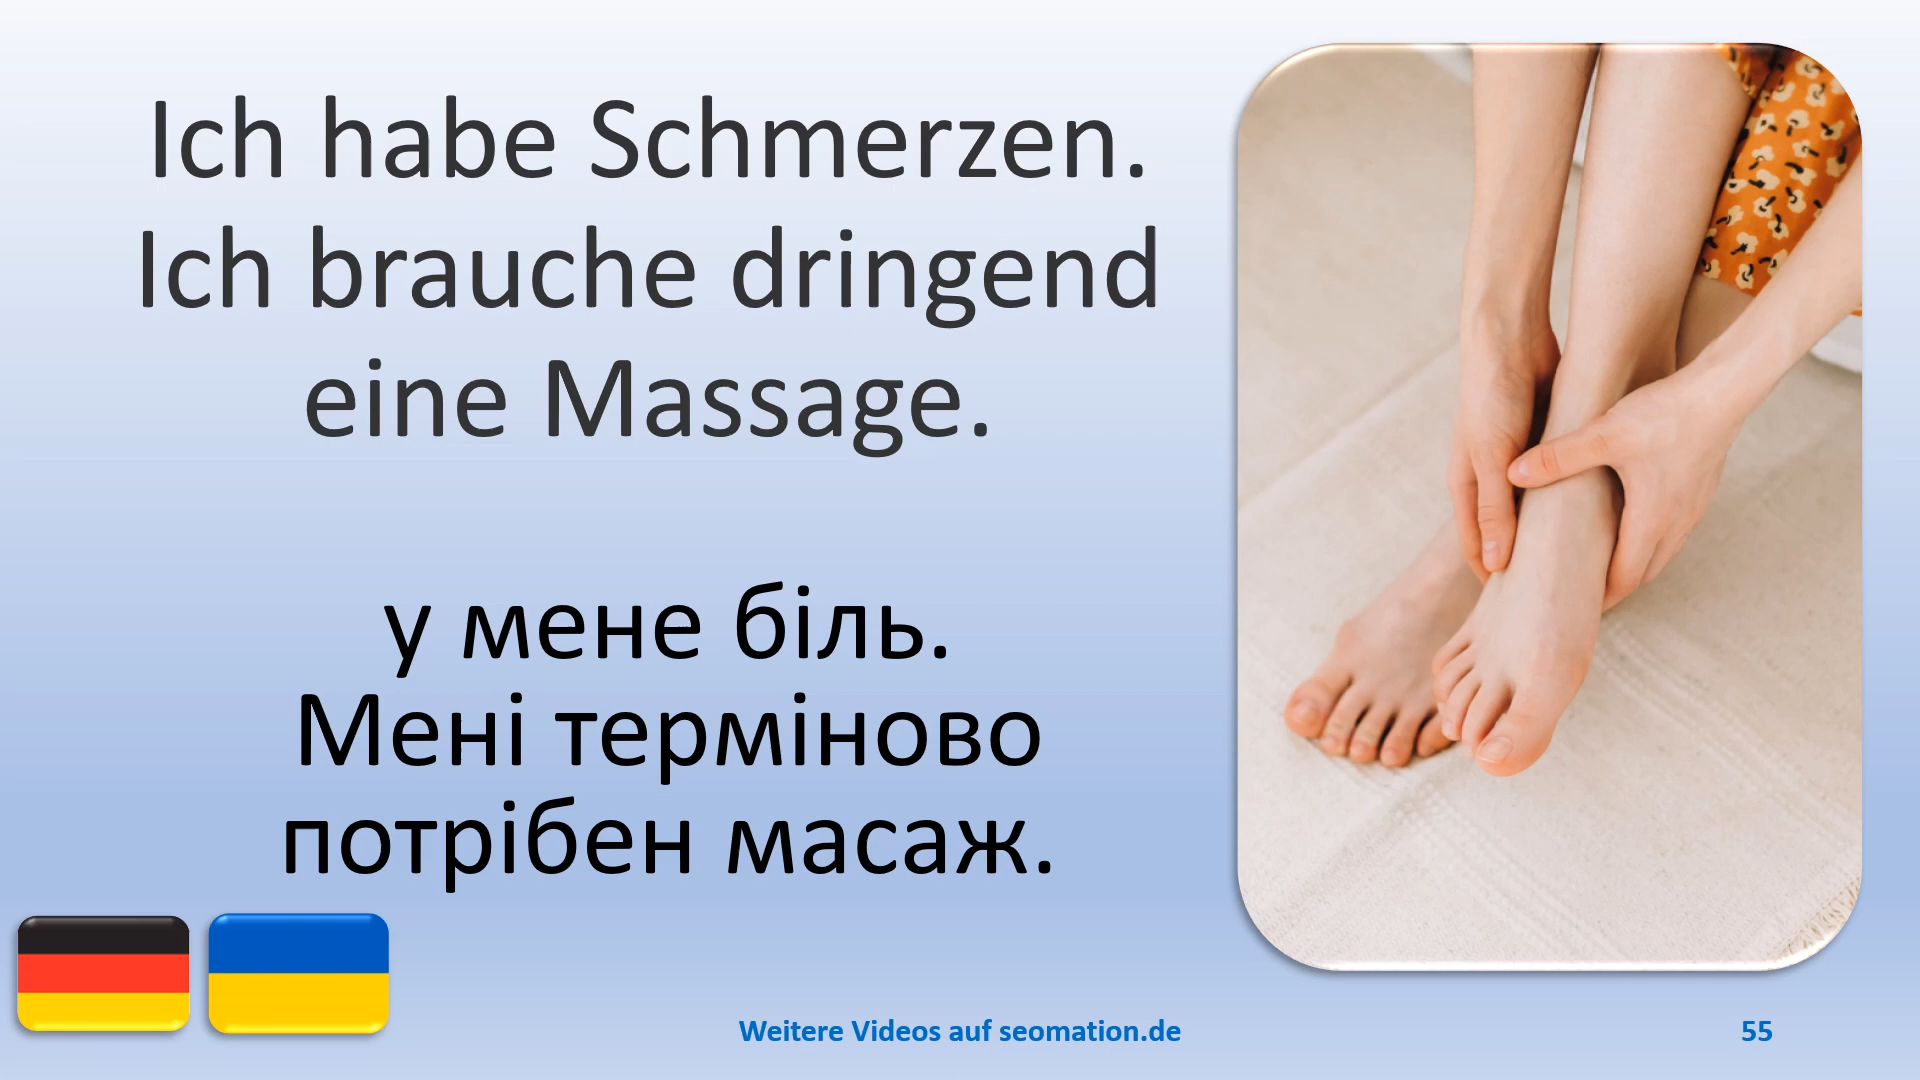 Ich habe Schmerzen.
Ich brauche dringend
eine Massage.
у мене біль.
Мені терміново
потрібен масаж.
Weitere Videos auf seomation.de
55